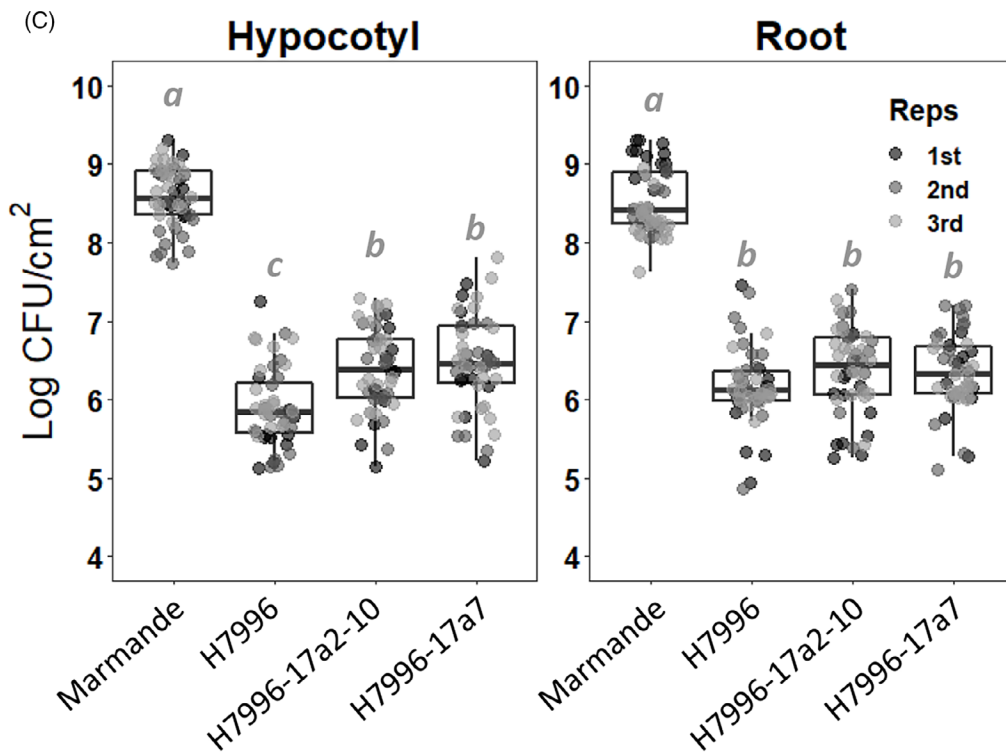 (C)
Hypocotyl
Root
Log CFU/cm²
10
9
8
7
6
5
4
a
c
b
b
Marmande
H7996
H7996-17a2-10
H7996-17a7
10
9
8
7
6
5
4
a
b
b
b
Reps
1st
2nd
3rd
Marmande
H7996
H7996-17a2-10
H7996-17a7